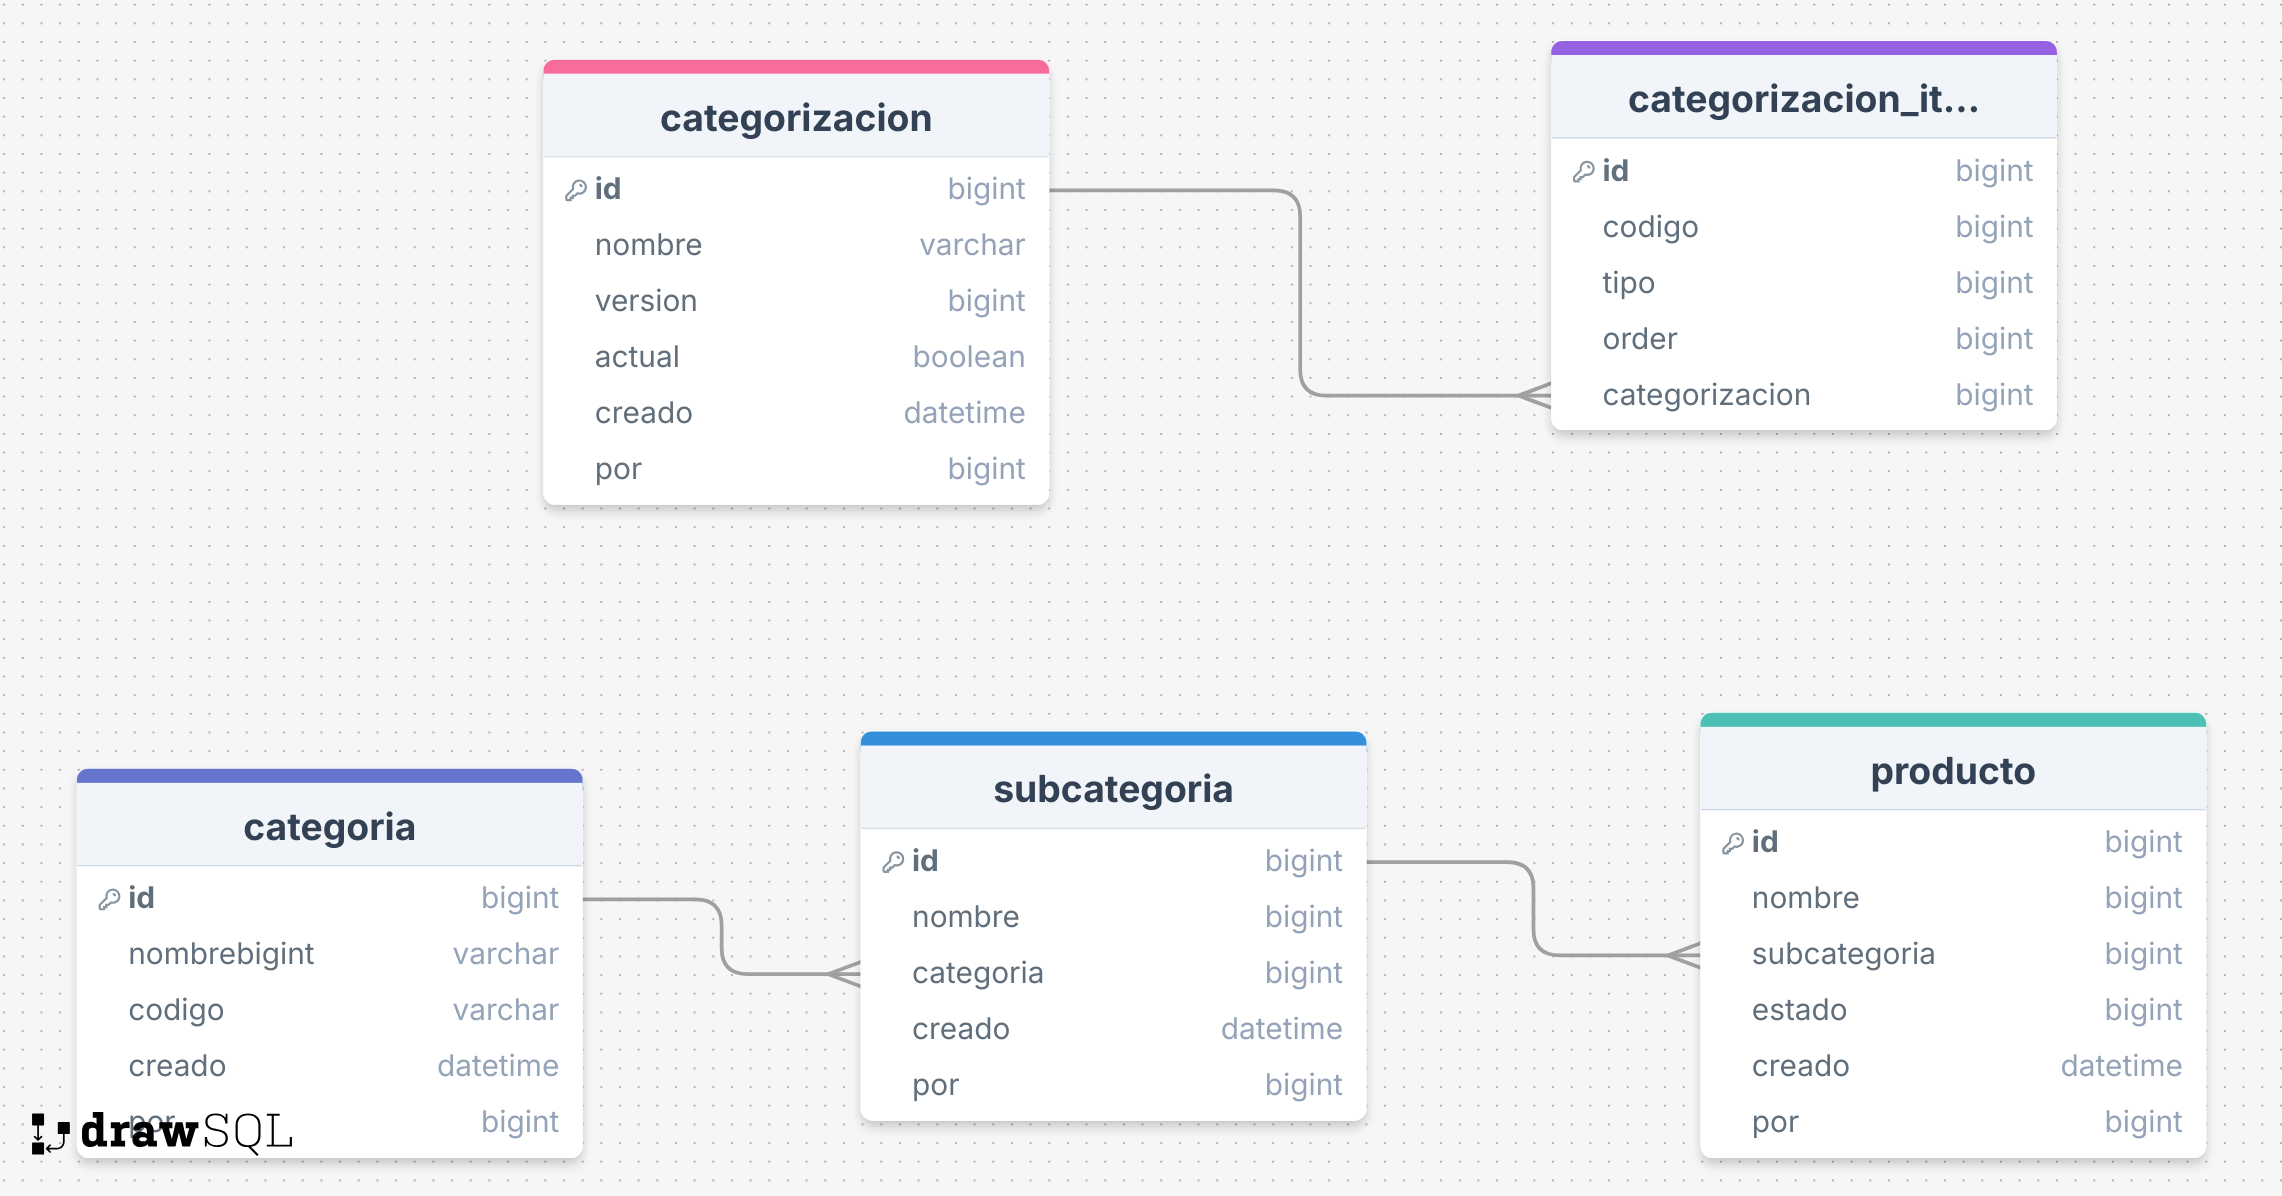 categorizacion
id bigint
nombre varchar
version bigint
actual boolean
creado datetime
por bigint
categorizacion_it...
id bigint
codigo bigint
tipo bigint
order bigint
categorizacion bigint
categoria
id bigint
nombrebigint varchar
codigo varchar
creado datetime
por bigint
subcategoria
id bigint
nombre bigint
categoria bigint
creado datetime
por bigint
producto
id bigint
nombre bigint
subcategoria bigint
estado bigint
creado datetime
por bigint
drawSQL